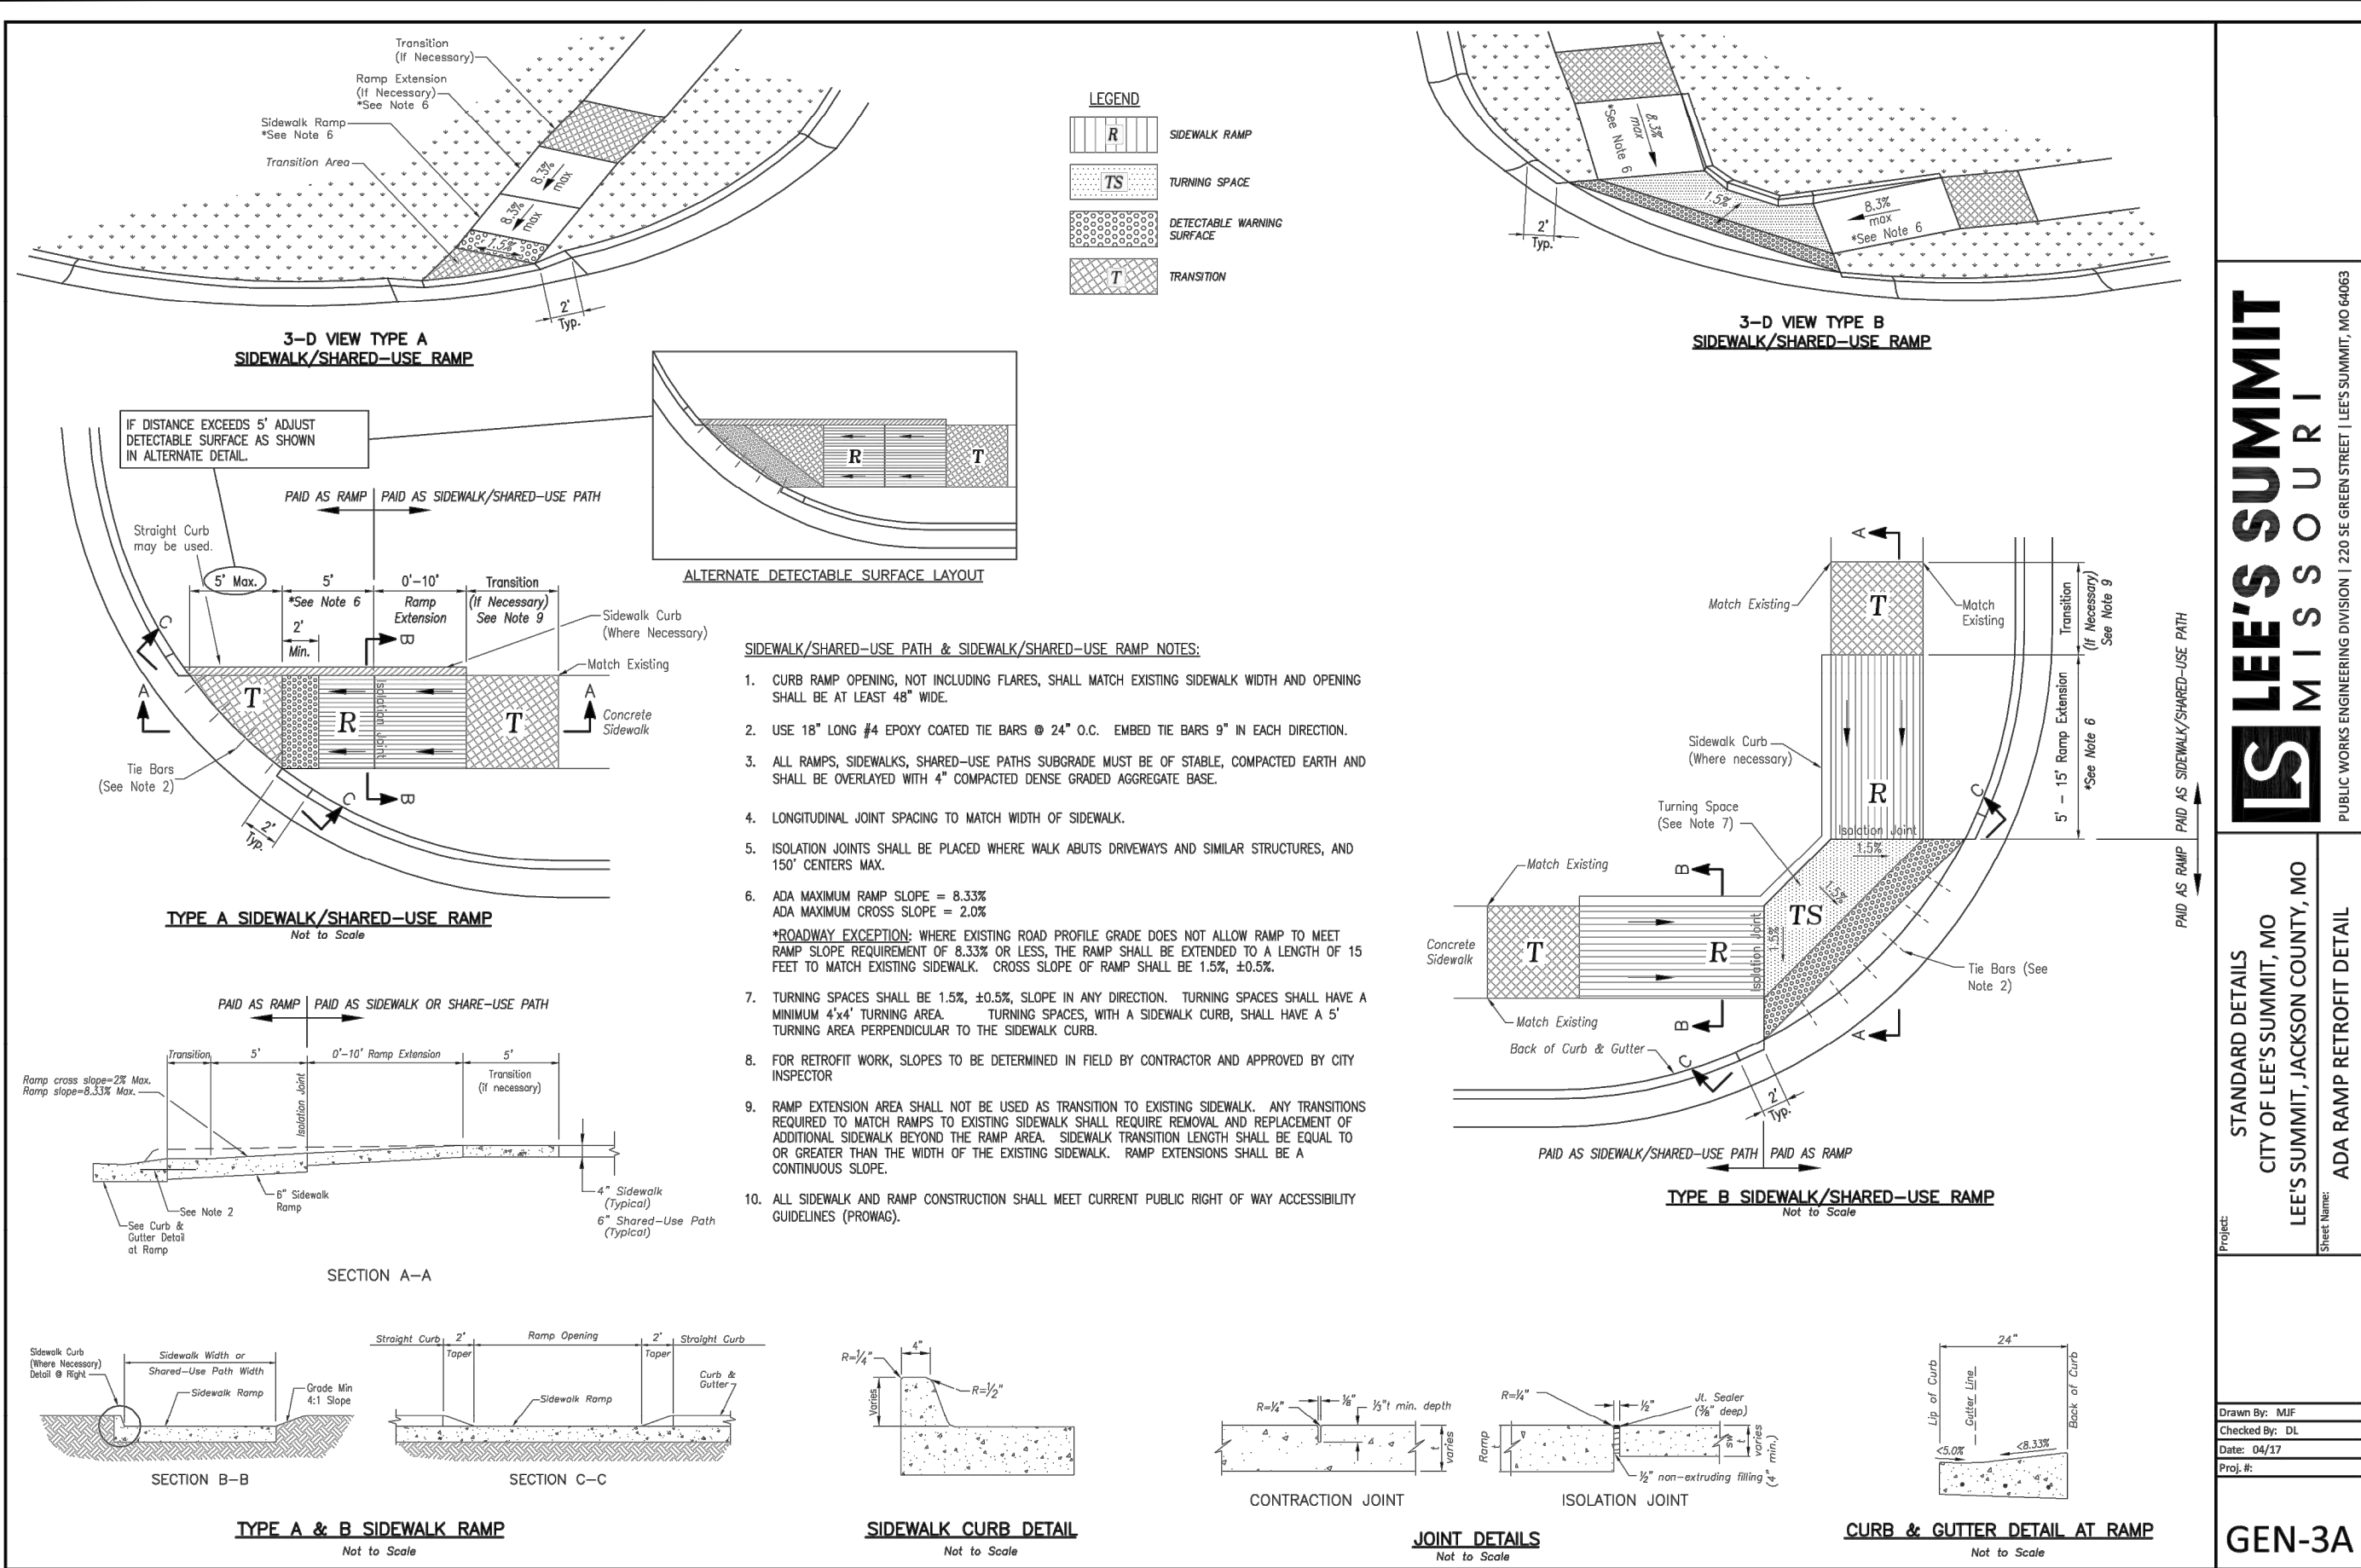 Transition
(If Necessary)
Ramp Extension
(If Necessary)
*See Note 6
Sidewalk Ramp
*See Note 6
Transition Area
8.3%
max
8.3%
max
1.5%
2'
Typ.
3-D VIEW TYPE A
SIDEWALK/SHARED-USE RAMP
LEGEND
R
SIDEWALK RAMP
TS
TURNING SPACE
DETECTABLE WARNING
SURFACE
T
TRANSITION
8.3%
max
*See Note 6
1.5%
8.3%
max
*See Note 6
2'
Typ.
3-D VIEW TYPE B
SIDEWALK/SHARED-USE RAMP
IF DISTANCE EXCEEDS 5' ADJUST
DETECTABLE SURFACE AS SHOWN
IN ALTERNATE DETAIL.
R
T
ALTERNATE DETECTABLE SURFACE LAYOUT
PAID AS RAMP
PAID AS SIDEWALK/SHARED-USE PATH
Straight Curb
may be used.
5' Max.
5'
*See Note 6
0'-10'
Ramp
Extension
Transition
(If Necessary)
See Note 9
2'
Min.
B
Sidewalk Curb
(Where Necessary)
Match Existing
C
A
T
R
Isolation Joint
T
A
Concrete
Sidewalk
Tie Bars
(See Note 2)
C
B
2'
Typ.
TYPE A SIDEWALK/SHARED-USE RAMP
Not to Scale
PAID AS RAMP
PAID AS SIDEWALK OR SHARE-USE PATH
Transition
5'
0'-10' Ramp Extension
5'
Transition
(if necessary)
Ramp cross slope=2% Max.
Ramp slope=8.33% Max.
Isolation Joint
See Note 2
6" Sidewalk
Ramp
See Curb &
Gutter Detail
at Ramp
4" Sidewalk
(Typical)
6" Shared-Use Path
(Typical)
SECTION A-A
SIDEWALK/SHARED-USE PATH & SIDEWALK/SHARED-USE RAMP NOTES:
1. CURB RAMP OPENING, NOT INCLUDING FLARES, SHALL MATCH EXISTING SIDEWALK WIDTH AND OPENING
SHALL BE AT LEAST 48" WIDE.
2. USE 18" LONG #4 EPOXY COATED TIE BARS @ 24" O.C. EMBED TIE BARS 9" IN EACH DIRECTION.
3. ALL RAMPS, SIDEWALKS, SHARED-USE PATHS SUBGRADE MUST BE OF STABLE, COMPACTED EARTH AND
SHALL BE OVERLAYED WITH 4" COMPACTED DENSE GRADED AGGREGATE BASE.
4. LONGITUDINAL JOINT SPACING TO MATCH WIDTH OF SIDEWALK.
5. ISOLATION JOINTS SHALL BE PLACED WHERE WALK ABUTS DRIVEWAYS AND SIMILAR STRUCTURES, AND
150' CENTERS MAX.
6. ADA MAXIMUM RAMP SLOPE = 8.33%
ADA MAXIMUM CROSS SLOPE = 2.0%
*ROADWAY EXCEPTION: WHERE EXISTING ROAD PROFILE GRADE DOES NOT ALLOW RAMP TO MEET
RAMP SLOPE REQUIREMENT OF 8.33% OR LESS, THE RAMP SHALL BE EXTENDED TO A LENGTH OF 15
FEET TO MATCH EXISTING SIDEWALK. CROSS SLOPE OF RAMP SHALL BE 1.5%, ±0.5%.
7. TURNING SPACES SHALL BE 1.5%, ±0.5%, SLOPE IN ANY DIRECTION. TURNING SPACES SHALL HAVE A
MINIMUM 4'x4' TURNING AREA. TURNING SPACES, WITH A SIDEWALK CURB, SHALL HAVE A 5'
TURNING AREA PERPENDICULAR TO THE SIDEWALK CURB.
8. FOR RETROFIT WORK, SLOPES TO BE DETERMINED IN FIELD BY CONTRACTOR AND APPROVED BY CITY
INSPECTOR
9. RAMP EXTENSION AREA SHALL NOT BE USED AS TRANSITION TO EXISTING SIDEWALK. ANY TRANSITIONS
REQUIRED TO MATCH RAMPS TO EXISTING SIDEWALK SHALL REQUIRE REMOVAL AND REPLACEMENT OF
ADDITIONAL SIDEWALK BEYOND THE RAMP AREA. SIDEWALK TRANSITION LENGTH SHALL BE EQUAL TO
OR GREATER THAN THE WIDTH OF THE EXISTING SIDEWALK. RAMP EXTENSIONS SHALL BE A
CONTINUOUS SLOPE.
10. ALL SIDEWALK AND RAMP CONSTRUCTION SHALL MEET CURRENT PUBLIC RIGHT OF WAY ACCESSIBILITY
GUIDELINES (PROWAG).
A
Match Existing
T
Match
Existing
Transition
(If Necessary)
See Note 9
Sidewalk Curb
(Where necessary)
R
5' - 15' Ramp Extension
*See Note 6
PAID AS RAMP
PAID AS SIDEWALK/SHARED-USE PATH
Turning Space
(See Note 7)
Isolation Joint
1.5%
C
Match Existing
B
1.5%
TS
Concrete
Sidewalk
T
R
Isolation Joint
1.5%
Tie Bars (See
Note 2)
Match Existing
B
A
Back of Curb & Gutter
C
2'
Typ.
PAID AS SIDEWALK/SHARED-USE PATH
PAID AS RAMP
TYPE B SIDEWALK/SHARED-USE RAMP
Not to Scale
Sidewalk Curb
(Where Necessary)
Detail @ Right
Sidewalk Width or
Shared-Use Path Width
Sidewalk Ramp
Grade Min
4:1 Slope
SECTION B-B
Straight Curb
2'
Taper
Ramp Opening
2'
Taper
Straight Curb
Curb &
Gutter
Sidewalk Ramp
SECTION C-C
TYPE A & B SIDEWALK RAMP
Not to Scale
4"
R=¼"
R=½"
Varies
SIDEWALK CURB DETAIL
Not to Scale
R=¼"
⅛"
⅓"t min. depth
t
varies
CONTRACTION JOINT
R=¼"
½"
Jt. Sealer
(⅜" deep)
Ramp
t
sw
t
varies
(4" min.)
½" non-extruding filling
ISOLATION JOINT
JOINT DETAILS
Not to Scale
24"
Lip of Curb
Gutter Line
Back of Curb
<5.0%
<8.33%
CURB & GUTTER DETAIL AT RAMP
Not to Scale
LS
LEE'S SUMMIT
MISSOURI
PUBLIC WORKS ENGINEERING DIVISION | 220 SE GREEN STREET | LEE'S SUMMIT, MO 64063
Project:
STANDARD DETAILS
CITY OF LEE'S SUMMIT, MO
LEE'S SUMMIT, JACKSON COUNTY, MO
Sheet Name:
ADA RAMP RETROFIT DETAIL
Drawn By: MJF
Checked By: DL
Date: 04/17
Proj. #:
GEN-3A